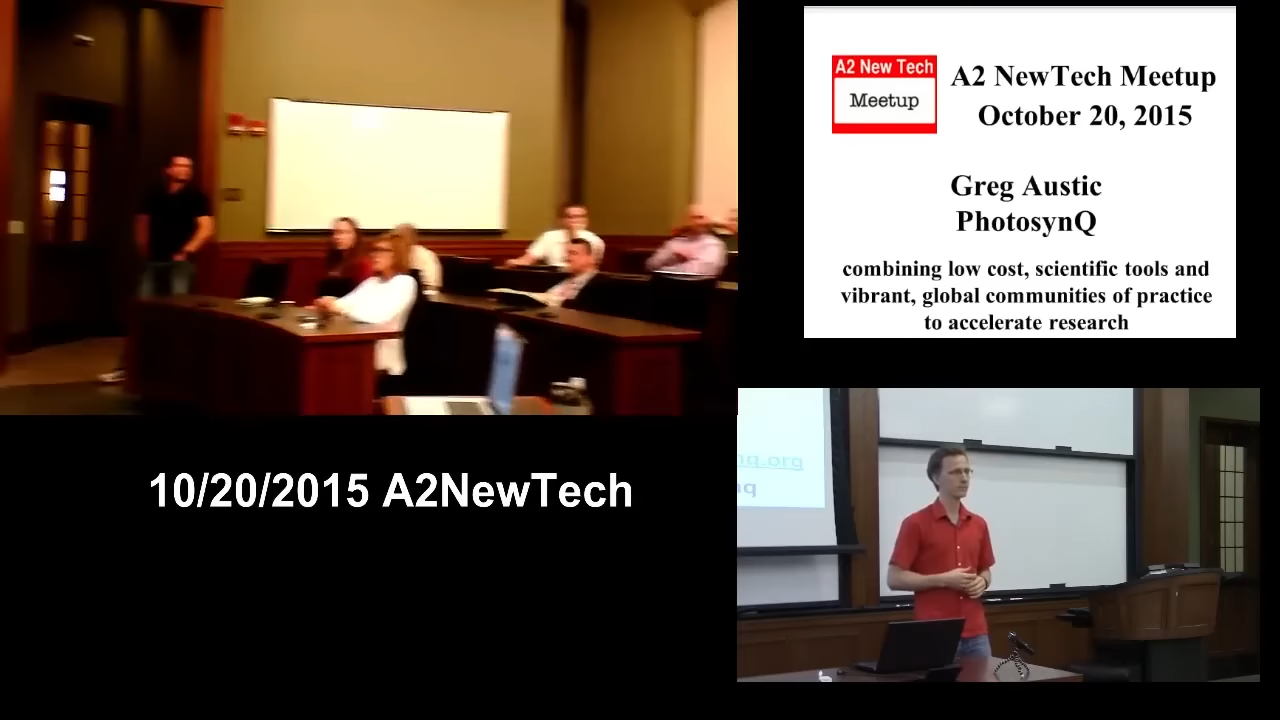 A2 New Tech
Meetup
A2 NewTech Meetup
October 20, 2015
Greg Austic
PhotosynQ
combining low cost, scientific tools and
vibrant, global communities of practice
to accelerate research
10/20/2015 A2NewTech